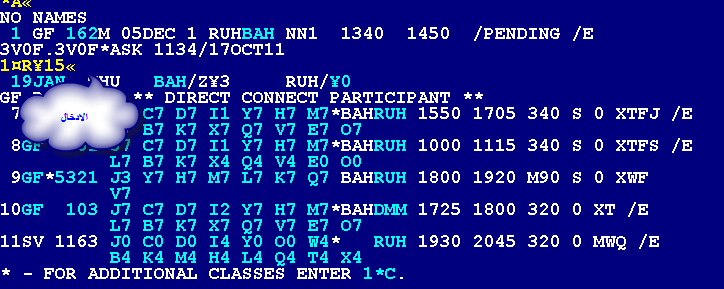 *A«
NO NAMES
1 GF 162M 05DEC 1 RUHBAH NN1 1340 1450 /PENDING /E
3V0F.3V0F*ASK 1134/17OCT11
1¤R¥15«
19JAN THU BAH/Z¥3 RUH/¥0
GF ** DIRECT CONNECT PARTICIPANT **
7 C7 D7 I1 Y7 H7 M7*BAHRUH 1550 1705 340 S 0 XTFJ /E
الادخال
B7 K7 X7 Q7 V7 E7 O7
8GF C7 D7 I1 Y7 H7 M7*BAHRUH 1000 1115 340 S 0 XTFS /E
L7 B7 K7 X4 Q4 V4 E0 O0
9GF*5321 J3 Y7 H7 M7 L7 K7 Q7 BAHRUH 1800 1920 M90 S 0 XWF
V7
10GF 103 J7 C7 D7 I2 Y7 H7 M7*BAHDMM 1725 1800 320 0 XT /E
L7 B7 K7 X7 Q7 V7 E7 O7
11SV 1163 J0 C0 D0 I4 Y0 O0 W4* RUH 1930 2045 320 0 MWQ /E
B4 K4 M4 H4 L4 Q4 T4 X4
* - FOR ADDITIONAL CLASSES ENTER 1*C.